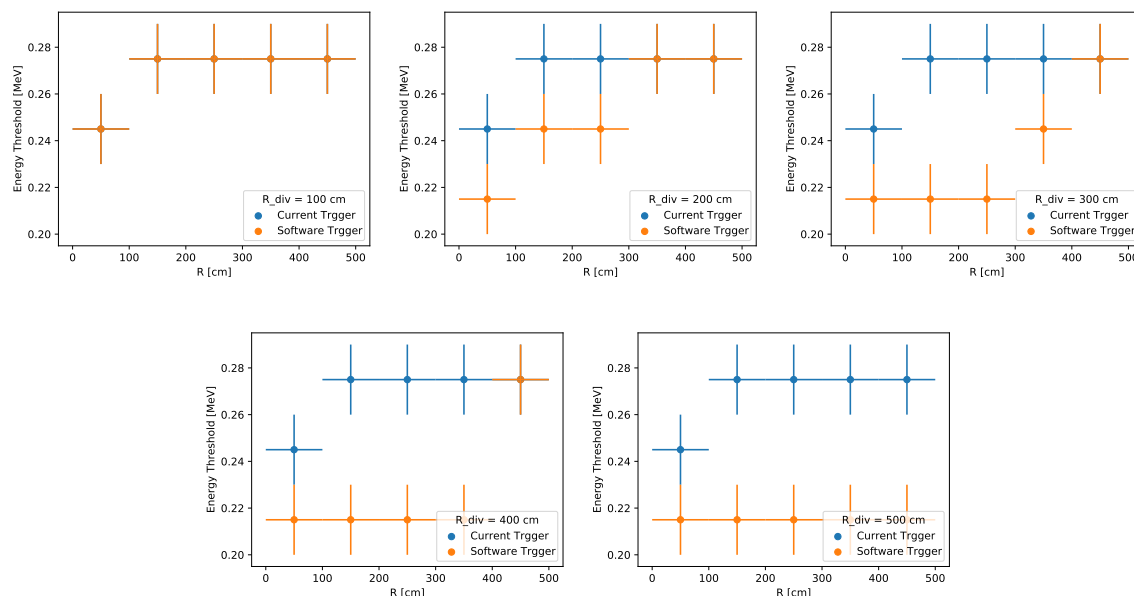 Energy Threshold [MeV]
0.28
0.26
0.24
0.22
0.20
R_div = 100 cm
Current Trgger
Software Trgger
0 100 200 300 400 500
R [cm]
Energy Threshold [MeV]
0.28
0.26
0.24
0.22
0.20
R_div = 200 cm
Current Trgger
Software Trgger
0 100 200 300 400 500
R [cm]
Energy Threshold [MeV]
0.28
0.26
0.24
0.22
0.20
R_div = 300 cm
Current Trgger
Software Trgger
0 100 200 300 400 500
R [cm]
Energy Threshold [MeV]
0.28
0.26
0.24
0.22
0.20
R_div = 400 cm
Current Trgger
Software Trgger
0 100 200 300 400 500
R [cm]
Energy Threshold [MeV]
0.28
0.26
0.24
0.22
0.20
R_div = 500 cm
Current Trgger
Software Trgger
0 100 200 300 400 500
R [cm]